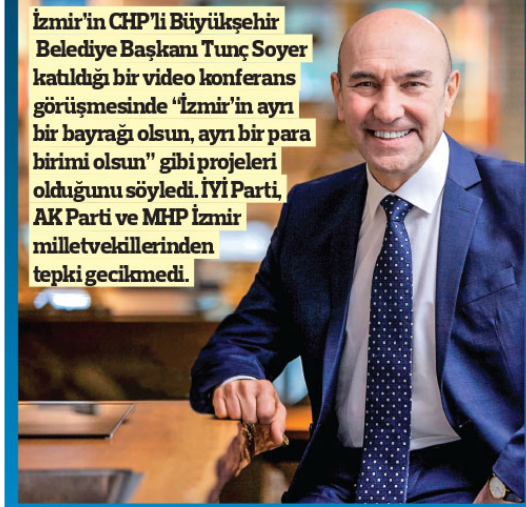 İzmir'in CHP'li Büyükşehir
Belediye Başkanı Tunç Soyer
katıldığı bir video konferans
görüşmesinde “İzmir'in ayrı
bir bayrağı olsun, ayrı bir para
birimi olsun” gibi projeleri
olduğunu söyledi. İYİ Parti,
AK Parti ve MHP İzmir
milletvekillerinden
tepki gecikmedi.